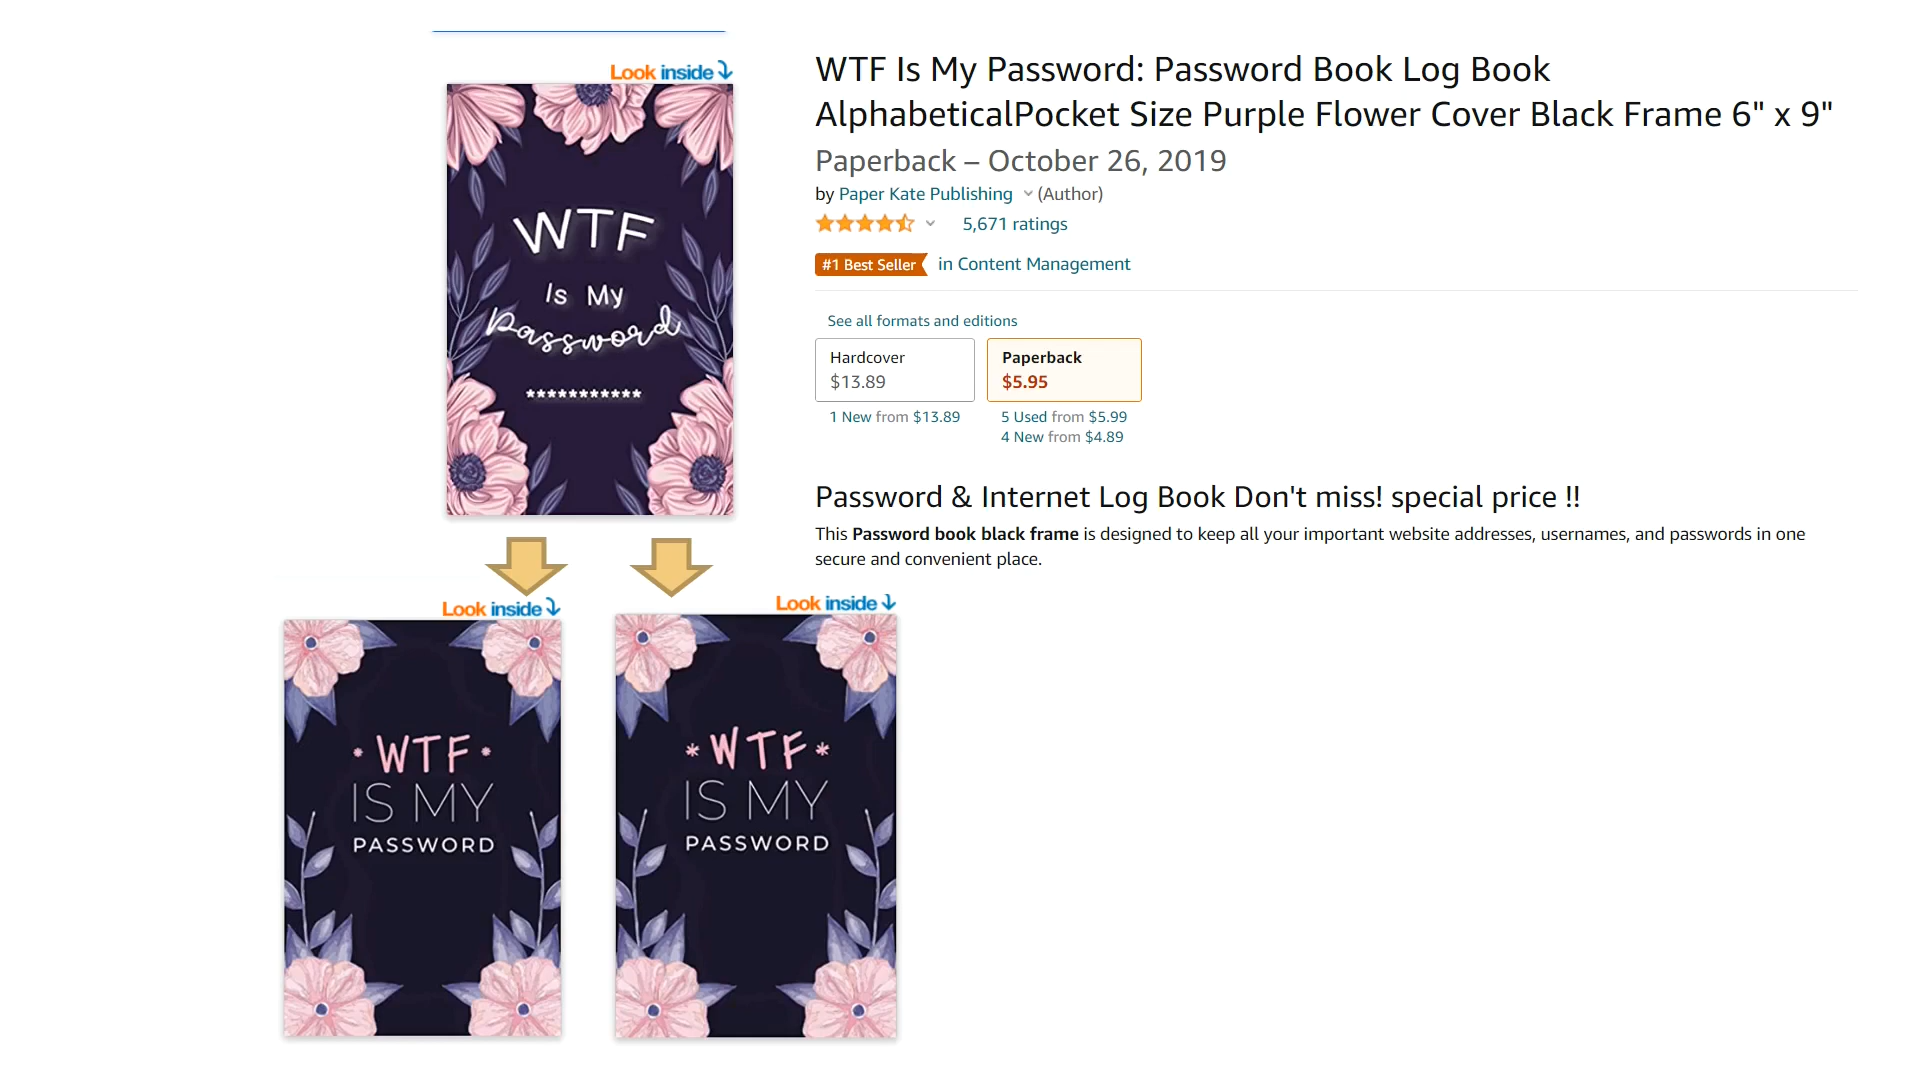 Look inside
WTF
Is My
Password
***********
WTF Is My Password: Password Book Log Book
AlphabeticalPocket Size Purple Flower Cover Black Frame 6" x 9"
Paperback – October 26, 2019
by Paper Kate Publishing (Author)
5,671 ratings
#1 Best Seller in Content Management
See all formats and editions
Hardcover
$13.89
1 New from $13.89
Paperback
$5.95
5 Used from $5.99
4 New from $4.89
Password & Internet Log Book Don't miss! special price !!
This Password book black frame is designed to keep all your important website addresses, usernames, and passwords in one
secure and convenient place.
Look inside
* WTF *
IS MY
PASSWORD
Look inside
* WTF *
IS MY
PASSWORD